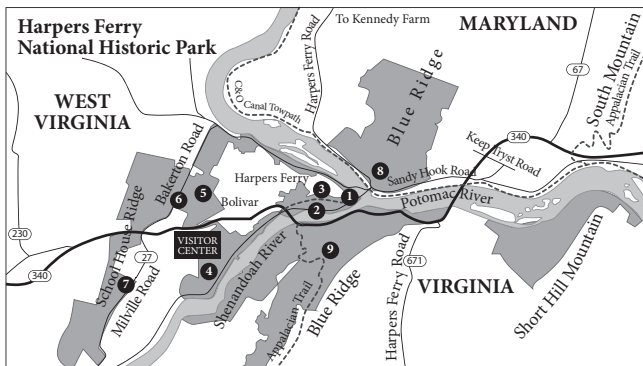 Harpers Ferry
National Historic Park
To Kennedy Farm
MARYLAND
67
South Mountain
Appalachian Trail
Harpers Ferry Road
C&O Canal Towpath
Blue Ridge
WEST
VIRGINIA
Bakerton Road
340
Keep Tryst Road
Harpers Ferry
3
8
Sandy Hook Road
1
6
5
Bolivar
2
Potomac River
230
School House Ridge
VISITOR
CENTER
27
4
Shenandoah River
9
671
340
7
Milville Road
Appalachian Trail
Blue Ridge
Harpers Ferry Road
VIRGINIA
Short Hill Mountain